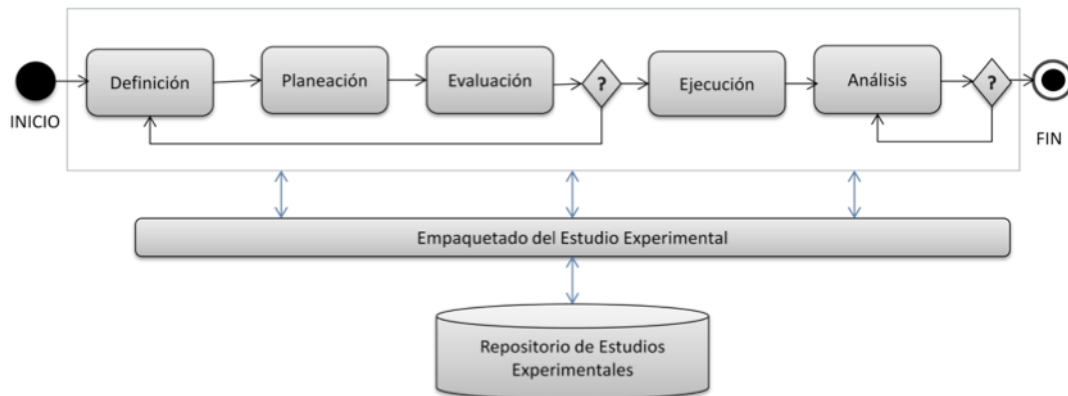 INICIO
Definición
Planeación
Evaluación
?
Ejecución
Análisis
?
FIN
Empaquetado del Estudio Experimental
Repositorio de Estudios
Experimentales